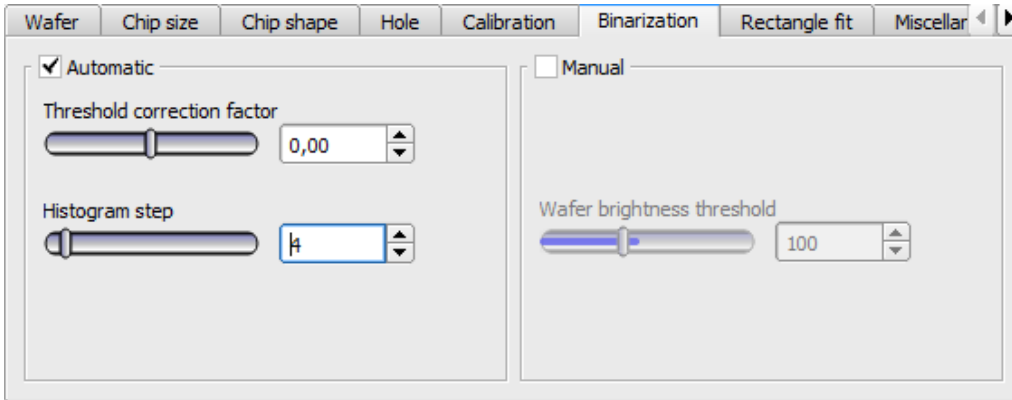 Wafer Chip size Chip shape Hole Calibration Binarization Rectangle fit Miscellar
Automatic
Threshold correction factor
0,00
Histogram step
4
Manual
Wafer brightness threshold
100